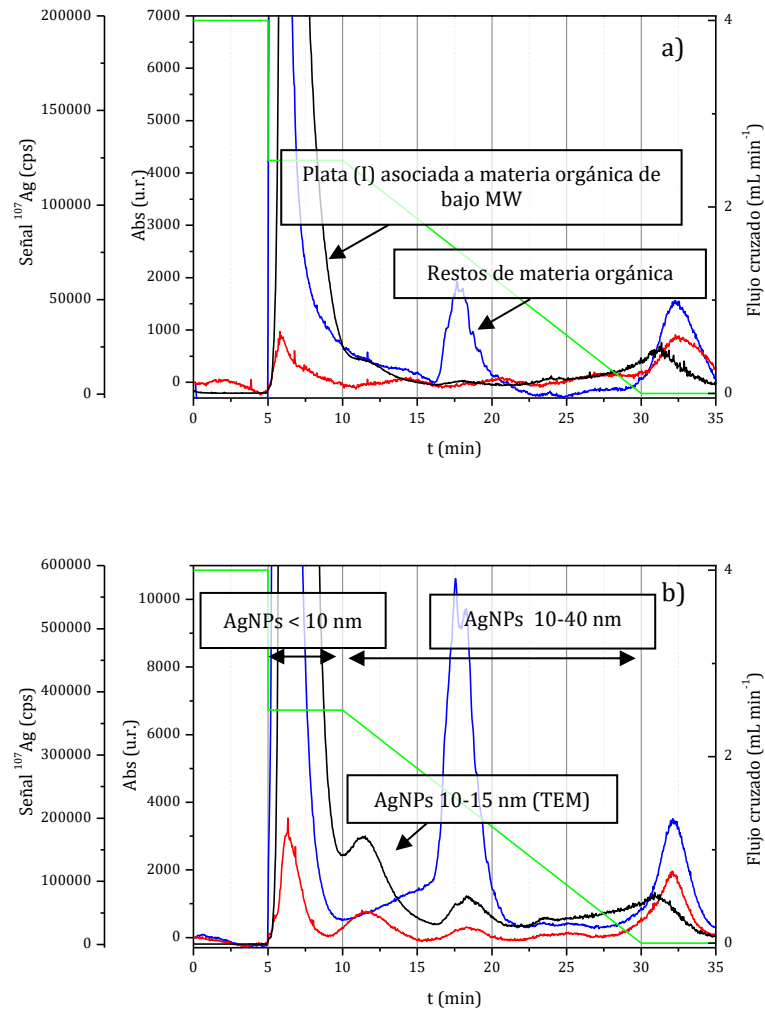 200000
150000
100000
50000
0
Señal ¹⁰⁷Ag (cps)
7000
6000
5000
4000
3000
2000
1000
0
Abs (u.r.)
a)
Plata (I) asociada a materia orgánica de
bajo MW
Restos de materia orgánica
4
2
0
Flujo cruzado (mL min⁻¹)
0 5 10 15 20 25 30 35
t (min)
600000
500000
400000
300000
200000
100000
0
Señal ¹⁰⁷Ag (cps)
10000
8000
6000
4000
2000
0
Abs (u.r.)
b)
AgNPs < 10 nm
AgNPs 10-40 nm
AgNPs 10-15 nm (TEM)
4
2
0
Flujo cruzado (mL min⁻¹)
0 5 10 15 20 25 30 35
t (min)